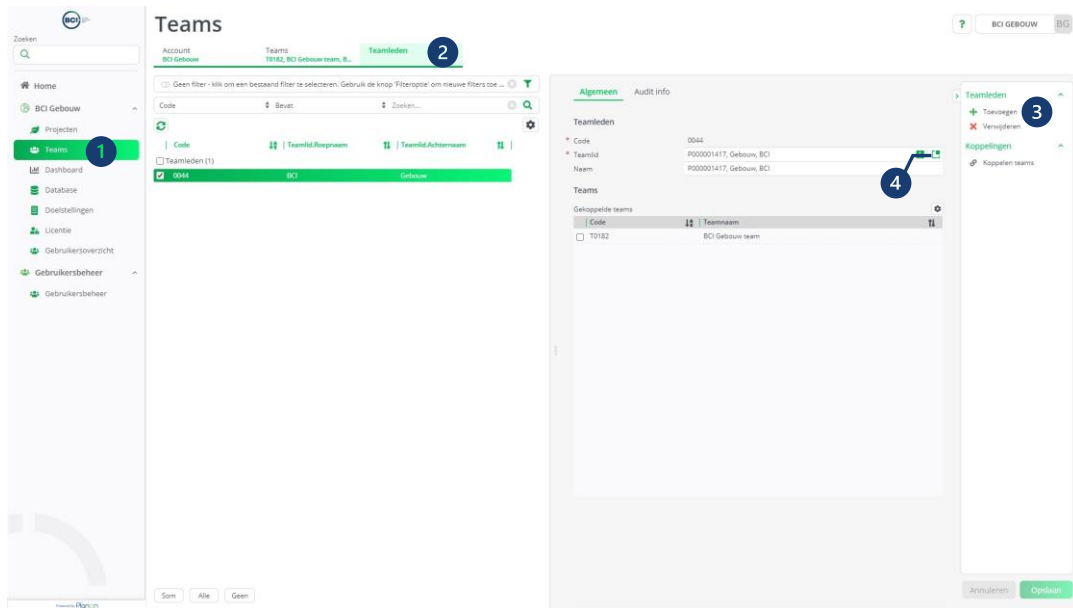 BCI
Zoeken
Home
BCI Gebouw
Projecten
Teams
1
Dashboard
Database
Doelstellingen
Licentie
Gebruikersoverzicht
Gebruikersbeheer
Gebruikersbeheer
Powered by Planon
Teams
? BCI GEBOUW BG
Account
BCI Gebouw
Teams
T0182, BCI Gebouw team, B...
Teamleden
2
Geen filter - klik om een bestaand filter te selecteren. Gebruik de knop 'Filteroptie' om nieuwe filters toe ...
Code Bevat Zoeken...
Code Teamlid.Roepnaam Teamlid.Achternaam
Teamleden (1)
0044 BCI Gebouw
Som Alle Geen
Algemeen Audit info
Teamleden
* Code 0044
* Teamlid P000001417, Gebouw, BCI
Naam P000001417, Gebouw, BCI
4
Teams
Gekoppelde teams
Code Teamnaam
T0182 BCI Gebouw team
Teamleden
Toevoegen
3
Verwijderen
Koppelingen
Koppelen teams
Annuleren Opslaan